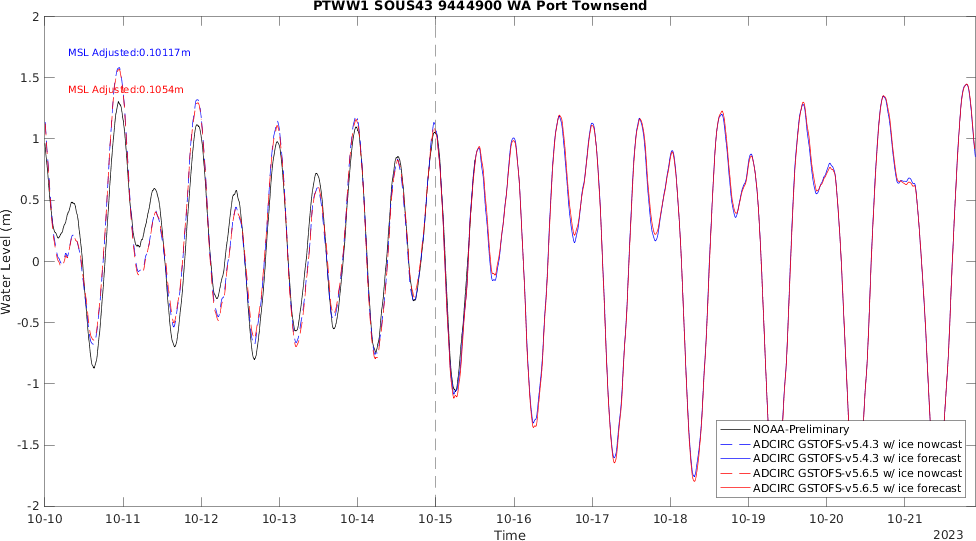 PTWW1 SOUS43 9444900 WA Port Townsend
MSL Adjusted:0.10117m
MSL Adjusted:0.1054m
Water Level (m)
2
1.5
1
0.5
0
-0.5
-1
-1.5
-2
NOAA-Preliminary
ADCIRC GSTOFS-v5.4.3 w/ ice nowcast
ADCIRC GSTOFS-v5.4.3 w/ ice forecast
ADCIRC GSTOFS-v5.6.5 w/ ice nowcast
ADCIRC GSTOFS-v5.6.5 w/ ice forecast
10-10 10-11 10-12 10-13 10-14 10-15 10-16 10-17 10-18 10-19 10-20 10-21
Time
2023